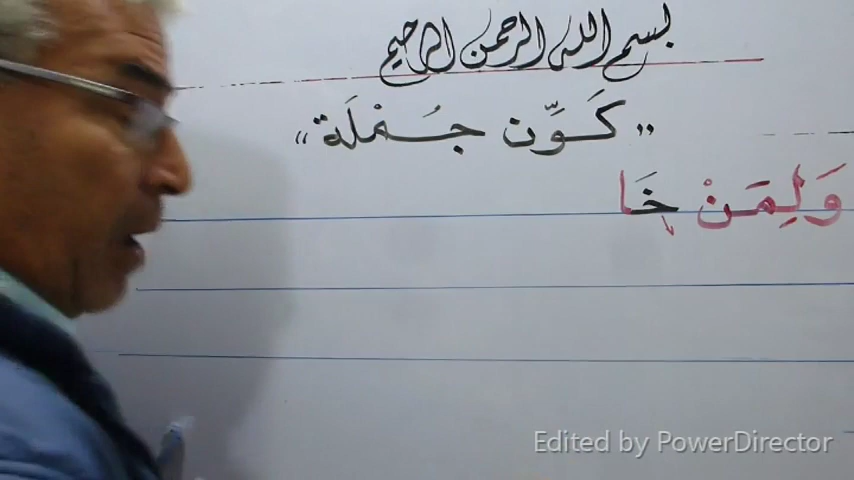 بسم الله الرحمن الرحيم
«كَوِّن جُمْلَة»
وَلِمَنْ خَا
Edited by PowerDirector